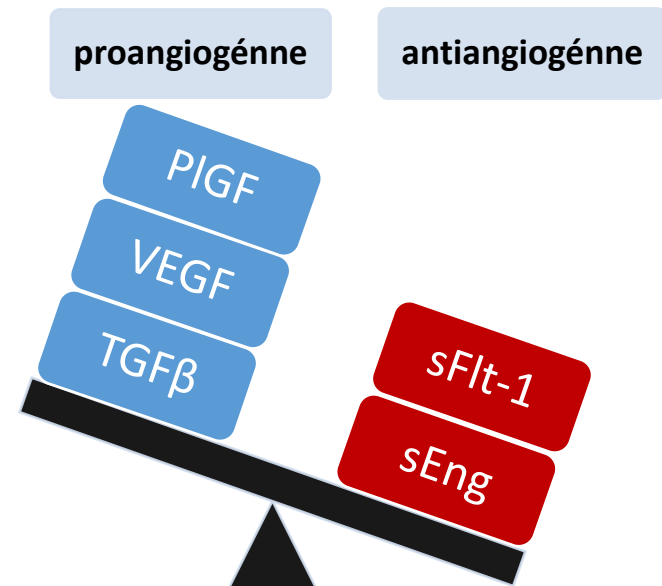 proangiogénne
antiangiogénne
PlGF
VEGF
TGFβ
sFlt-1
sEng